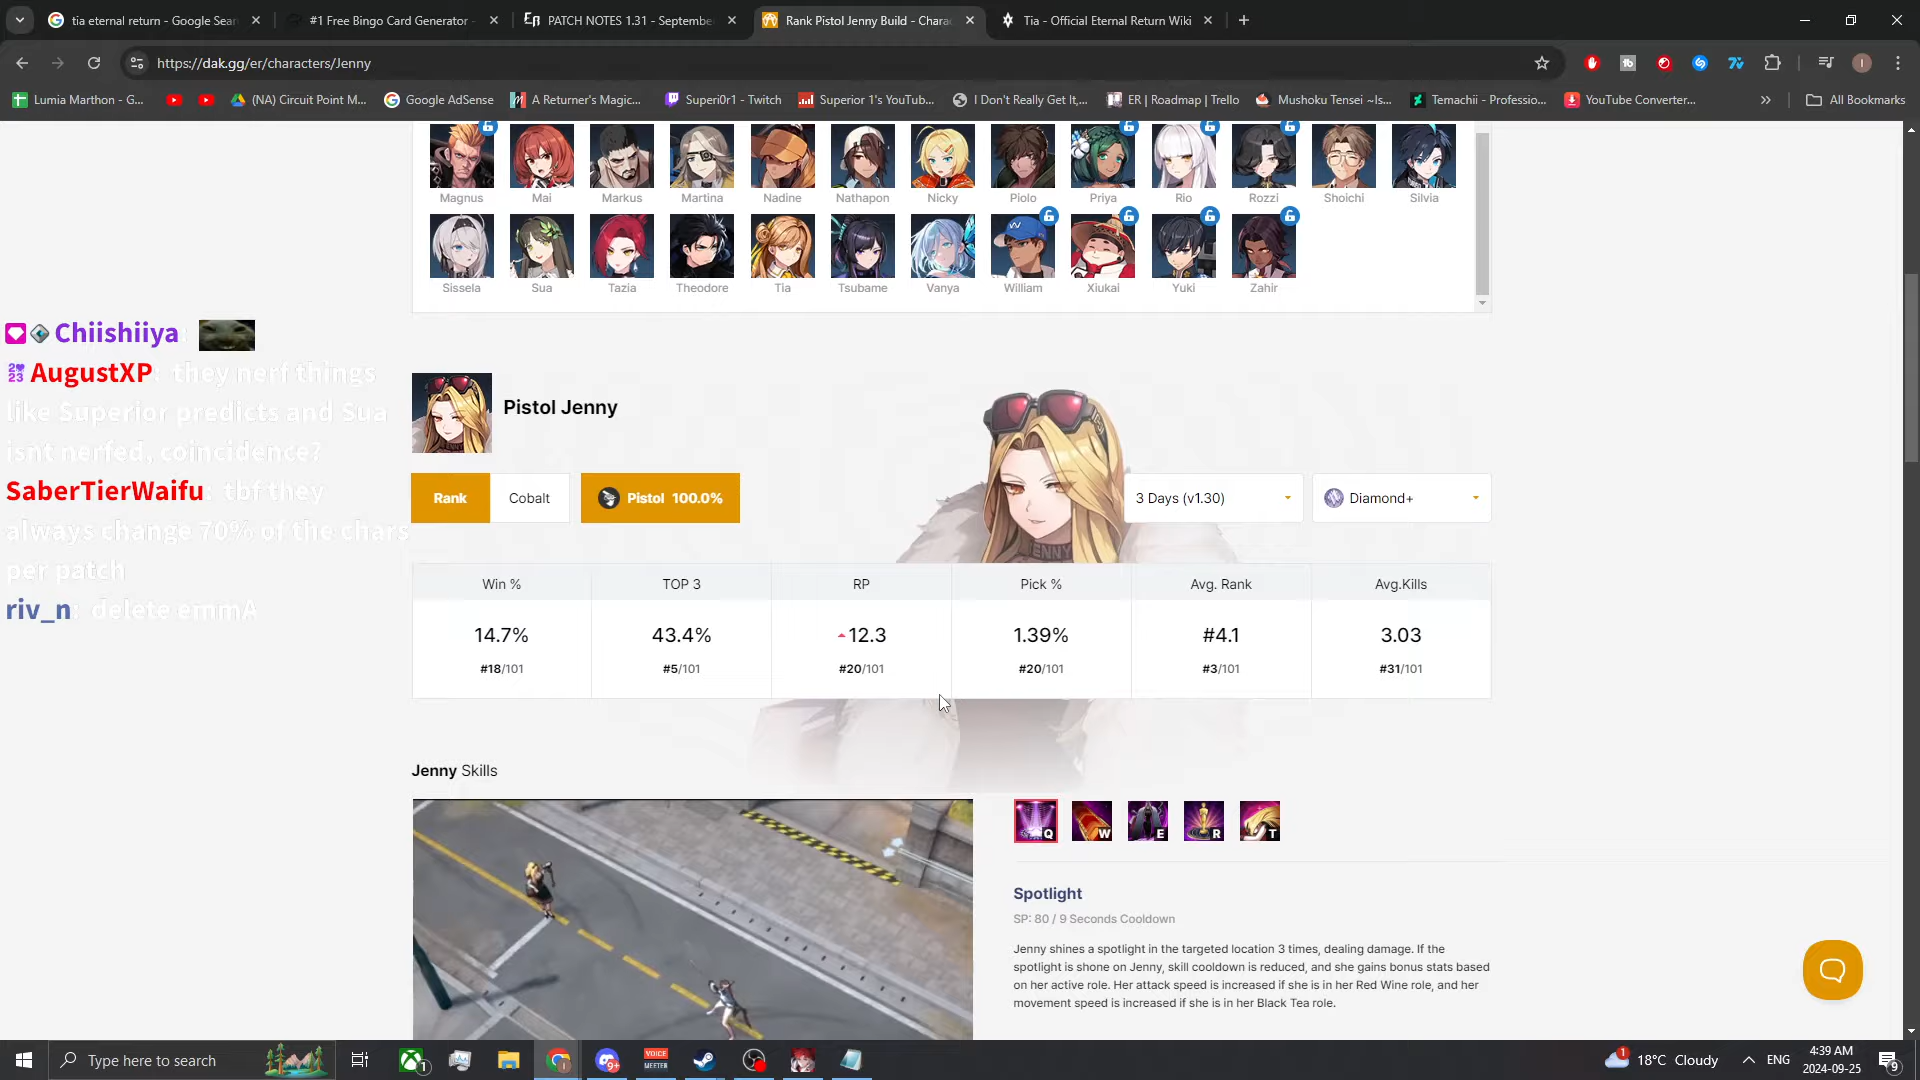 tia eternal return - Google Sear
#1 Free Bingo Card Generator -
PATCH NOTES 1.31 - September
Rank Pistol Jenny Build - Charac
Tia - Official Eternal Return Wiki
https://dak.gg/er/characters/Jenny
Lumia Marthon - G...
(NA) Circuit Point M...
Google AdSense
A Returner's Magic...
Superi0r1 - Twitch
Superior 1's YouTub...
I Don't Really Get It,...
ER | Roadmap | Trello
Mushoku Tensei ~Is...
Temachii - Professio...
YouTube Converter...
All Bookmarks
Magnus Mai Markus Martina Nadine Nathapon Nicky Piolo Priya Rio Rozzi Shoichi Silvia
Sissela Sua Tazia Theodore Tia Tsubame Vanya William Xiukai Yuki Zahir
Chiishiiya:
AugustXP: they nerf things
like Superior predicts and Sua
isnt nerfed, coincidence?
SaberTierWaifu: tbf they
always change 70% of the chars
per patch
riv_n: delete emmA
Pistol Jenny
Rank Cobalt Pistol 100.0% 3 Days (v1.30) Diamond+
JENNY
Win % TOP 3 RP Pick % Avg. Rank Avg.Kills
14.7% 43.4% 12.3 1.39% #4.1 3.03
#18/101 #5/101 #20/101 #20/101 #3/101 #31/101
Jenny Skills
Q W E R T
Spotlight
SP: 80 / 9 Seconds Cooldown
Jenny shines a spotlight in the targeted location 3 times, dealing damage. If the
spotlight is shone on Jenny, skill cooldown is reduced, and she gains bonus stats based
on her active role. Her attack speed is increased if she is in her Red Wine role, and her
movement speed is increased if she is in her Black Tea role.
Type here to search
VOICE
MEETER
18°C Cloudy
ENG
4:39 AM
2024-09-25